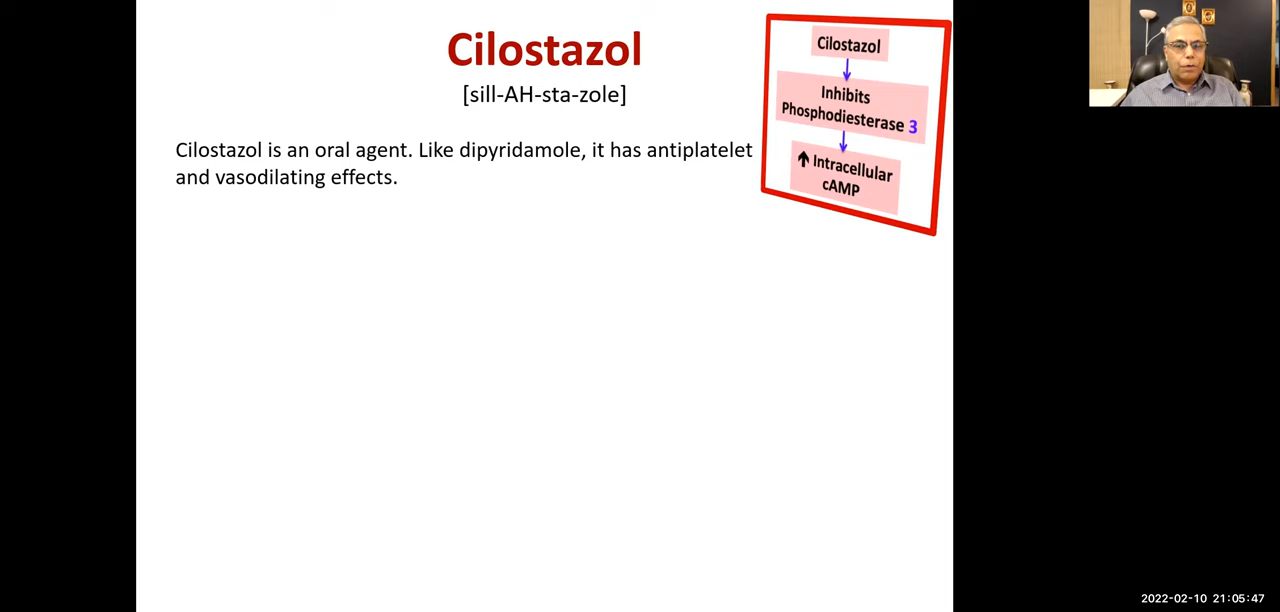 Cilostazol
[sill-AH-sta-zole]
Cilostazol is an oral agent. Like dipyridamole, it has antiplatelet
and vasodilating effects.
Cilostazol
Inhibits
Phosphodiesterase 3
↑ Intracellular
cAMP
2022-02-10 21:05:47